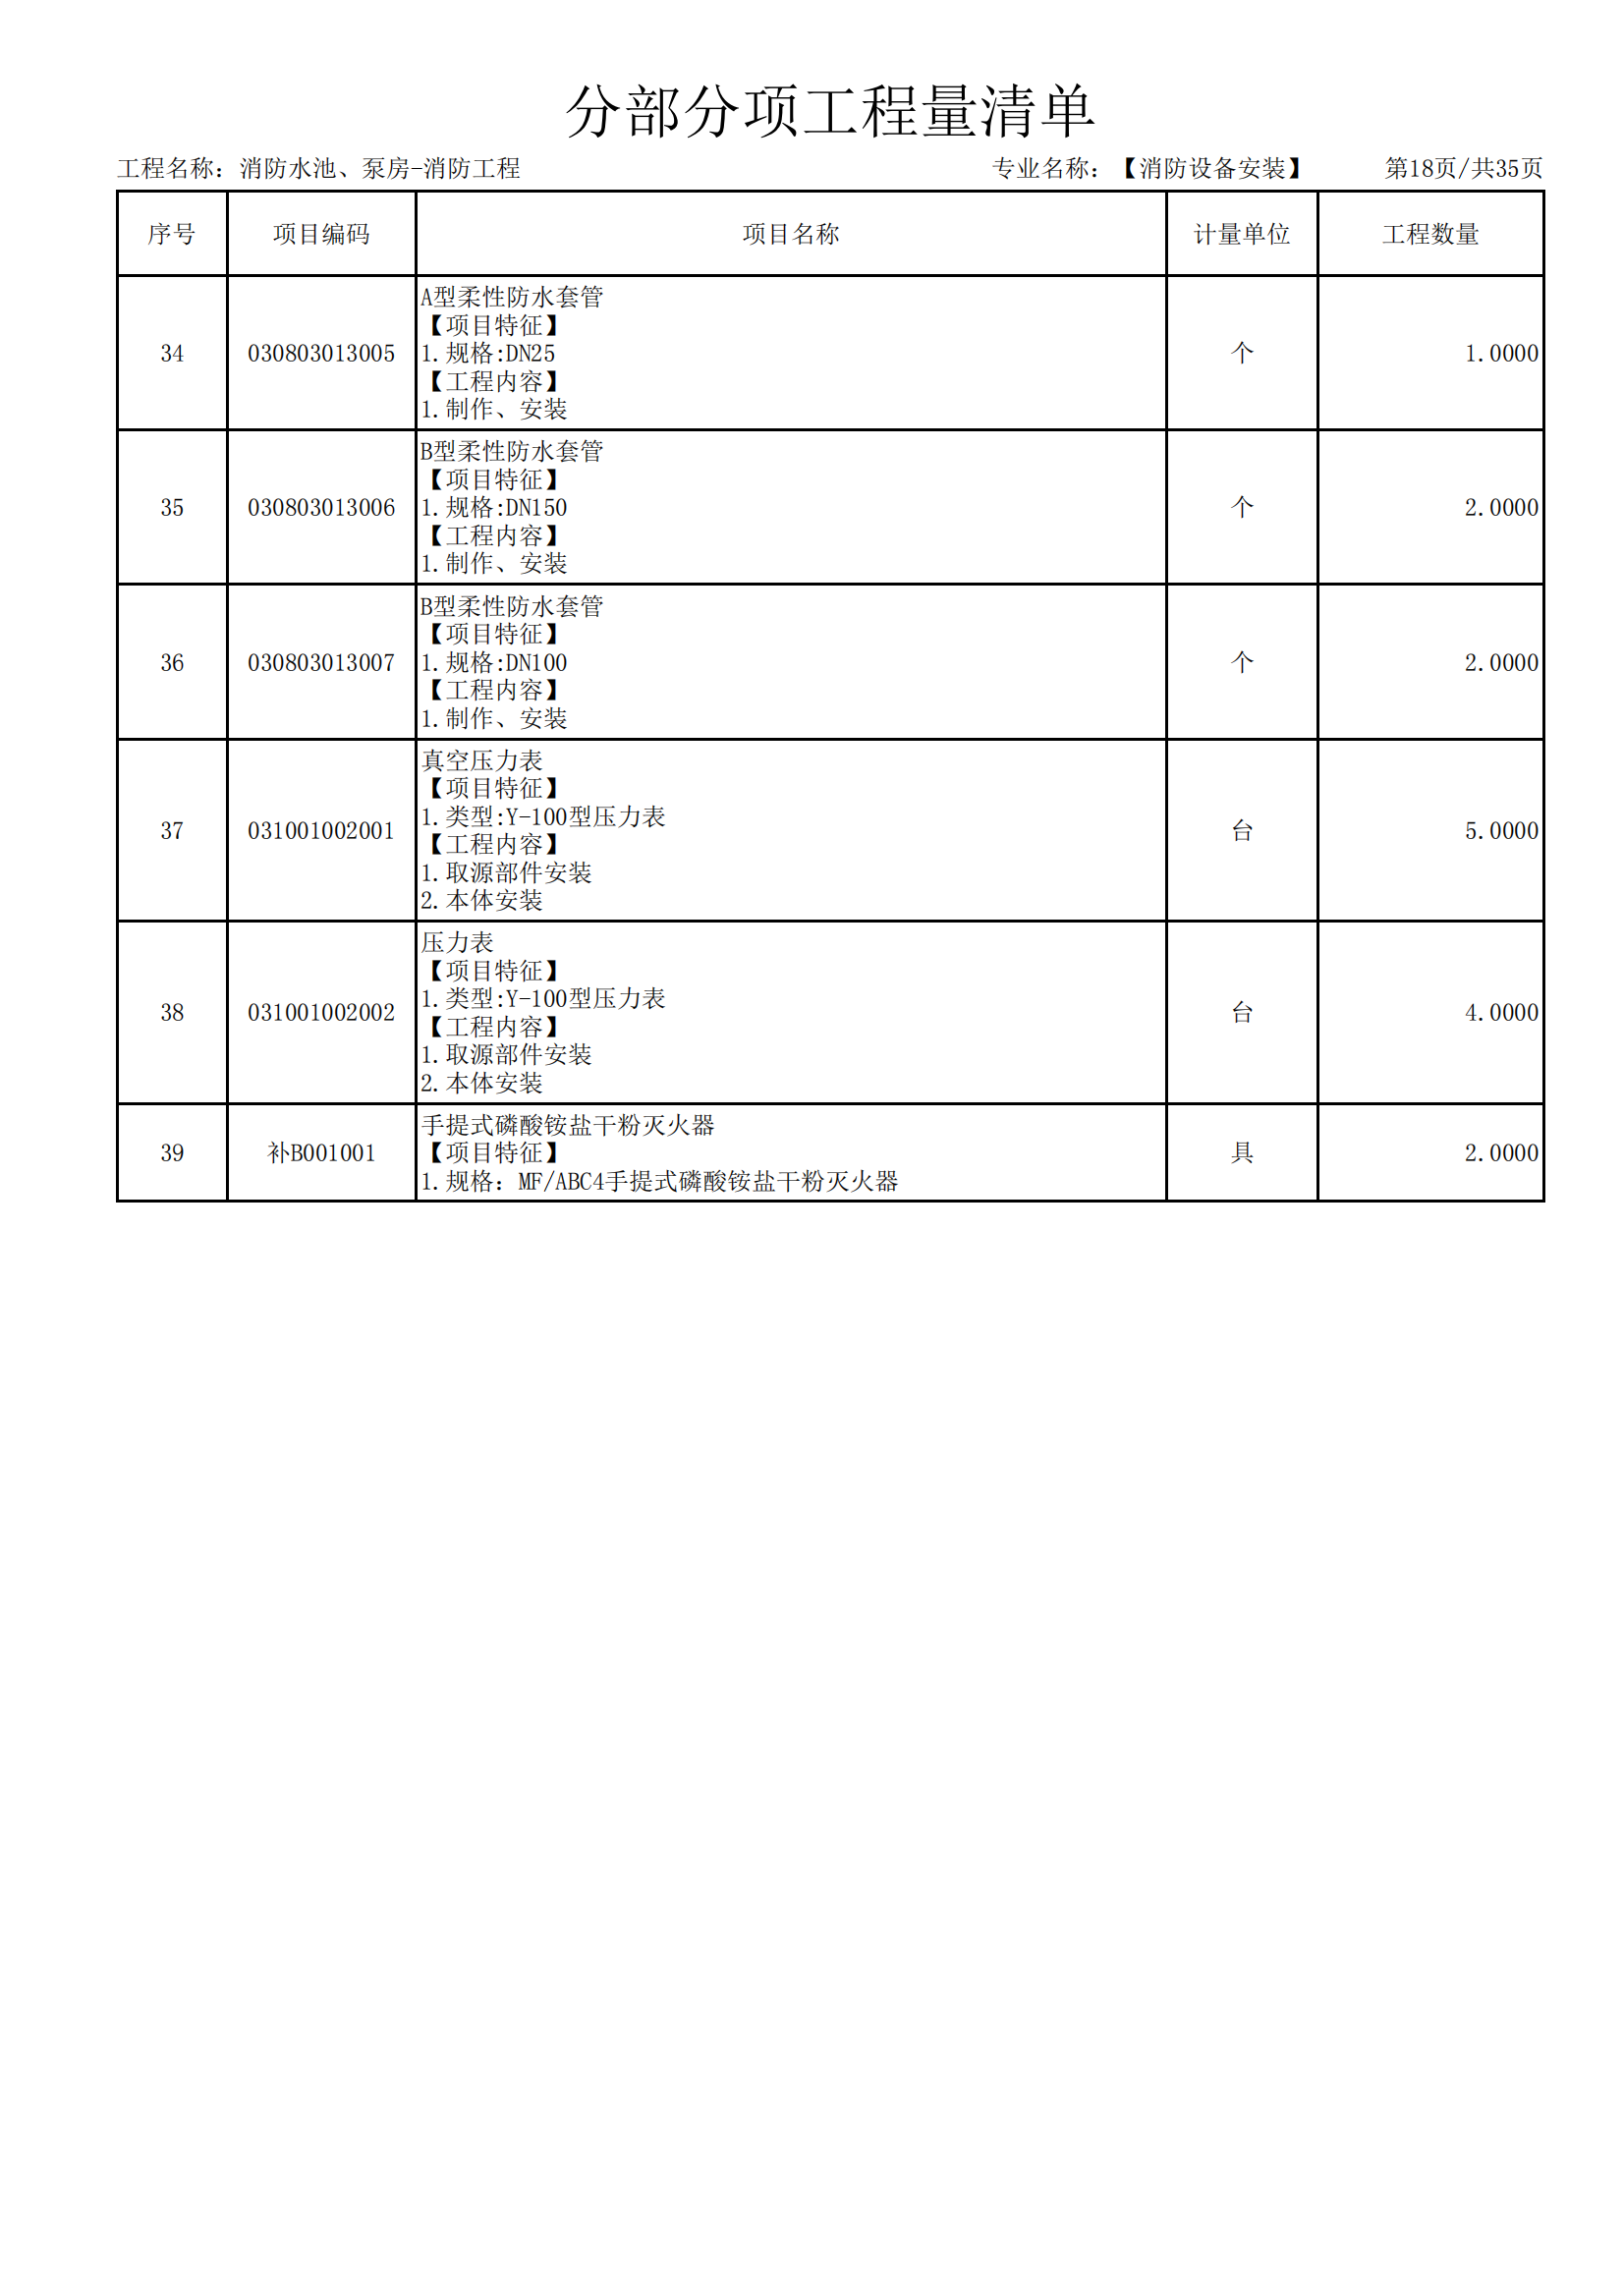 分部分项工程量清单
工程名称：消防水池、泵房-消防工程 专业名称：【消防设备安装】 第18页/共35页
序号 项目编码 项目名称 计量单位 工程数量
34 030803013005 A型柔性防水套管
【项目特征】
1.规格:DN25
【工程内容】
1.制作、安装
个 1.0000
35 030803013006 B型柔性防水套管
【项目特征】
1.规格:DN150
【工程内容】
1.制作、安装
个 2.0000
36 030803013007 B型柔性防水套管
【项目特征】
1.规格:DN100
【工程内容】
1.制作、安装
个 2.0000
37 031001002001 真空压力表
【项目特征】
1.类型:Y-100型压力表
【工程内容】
1.取源部件安装
2.本体安装
台 5.0000
38 031001002002 压力表
【项目特征】
1.类型:Y-100型压力表
【工程内容】
1.取源部件安装
2.本体安装
台 4.0000
39 补B001001 手提式磷酸铵盐干粉灭火器
【项目特征】
1.规格：MF/ABC4手提式磷酸铵盐干粉灭火器
具 2.0000